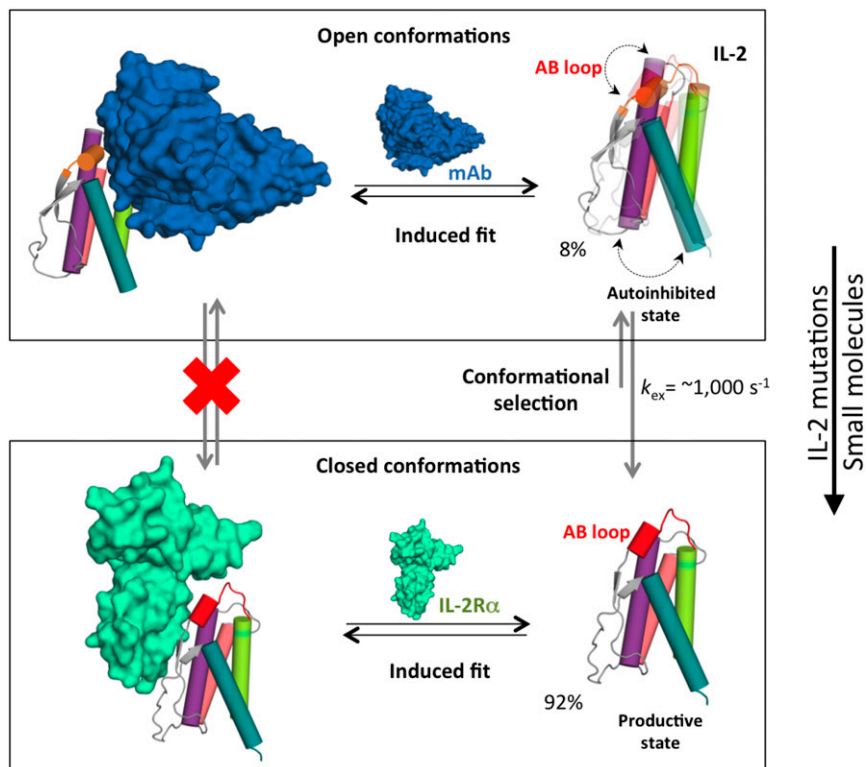 Open conformations
IL-2
AB loop
mAb
Induced fit
8%
Autoinhibited
state
Conformational
selection
kex= ~1,000 s-1
IL-2 mutations
Small molecules
Closed conformations
AB loop
IL-2Rα
Induced fit
92%
Productive
state